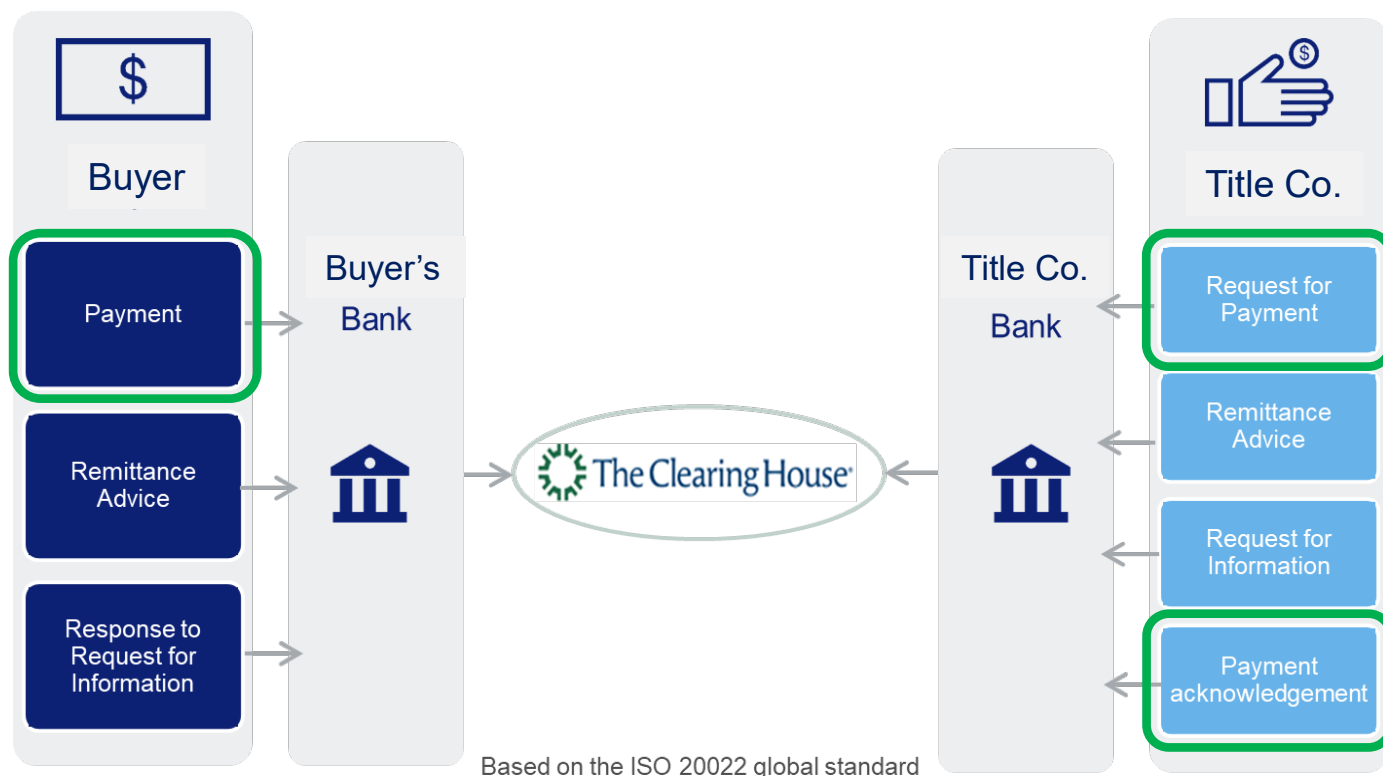 $
Buyer
Payment
Remittance
Advice
Response to
Request for
Information
Buyer's
Bank
The Clearing House®
Title Co.
Bank
$
Title Co.
Request for
Payment
Remittance
Advice
Request for
Information
Payment
acknowledgement
Based on the ISO 20022 global standard